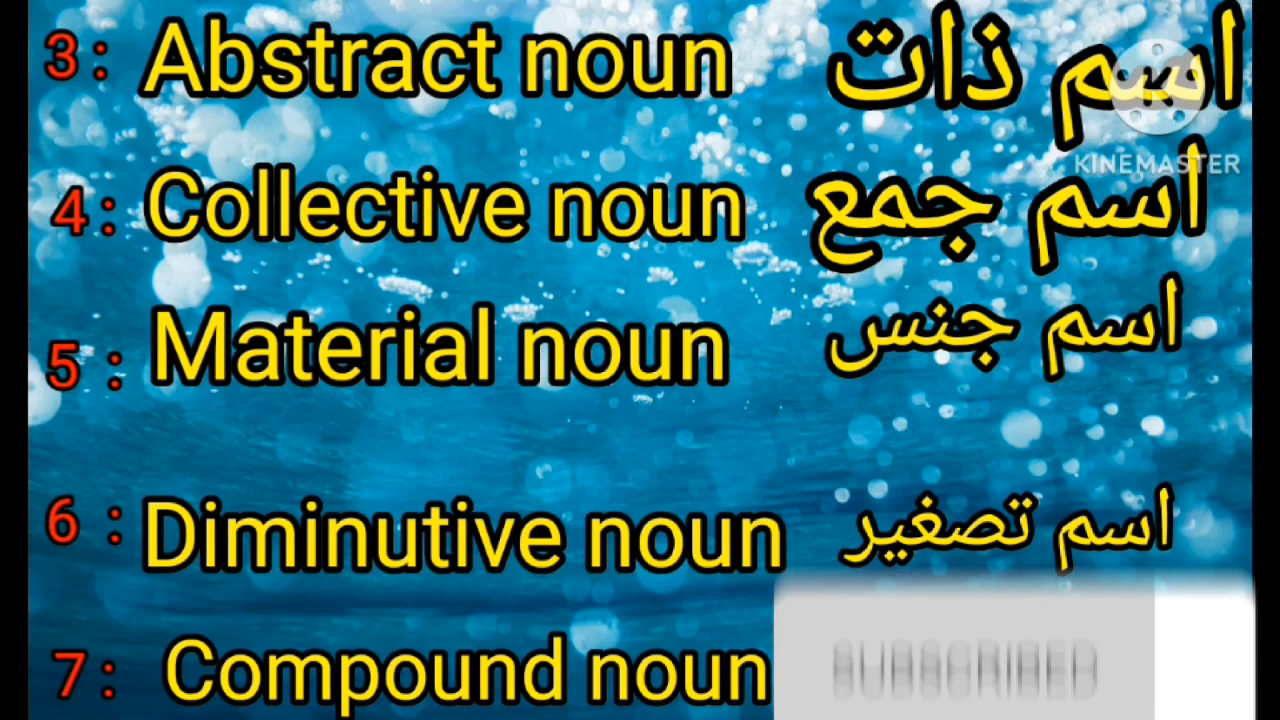 3 : Abstract noun اسم ذات
KINEMASTER
4 : Collective noun اسم جمع
5 : Material noun اسم جنس
6 : Diminutive noun اسم تصغیر
7 : Compound noun
SUBSCRIBED